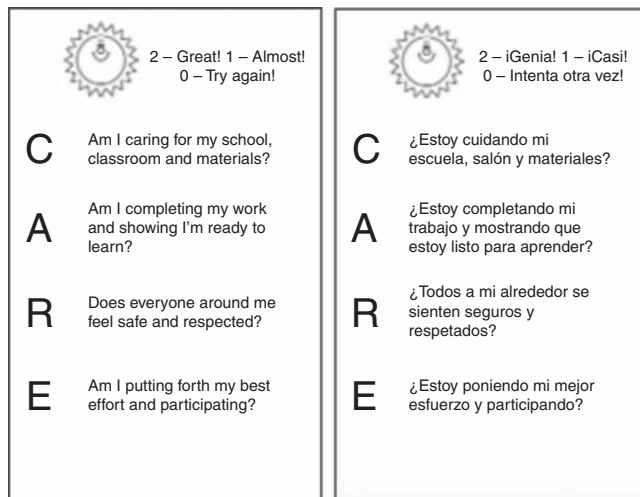 2 – Great! 1 – Almost!
0 – Try again!
C
Am I caring for my school,
classroom and materials?
A
Am I completing my work
and showing I'm ready to
learn?
R
Does everyone around me
feel safe and respected?
E
Am I putting forth my best
effort and participating?
2 – iGenia! 1 – iCasi!
0 – Intenta otra vez!
C
¿Estoy cuidando mi
escuela, salón y materiales?
A
¿Estoy completando mi
trabajo y mostrando que
estoy listo para aprender?
R
¿Todos a mi alrededor se
sienten seguros y
respetados?
E
¿Estoy poniendo mi mejor
esfuerzo y participando?